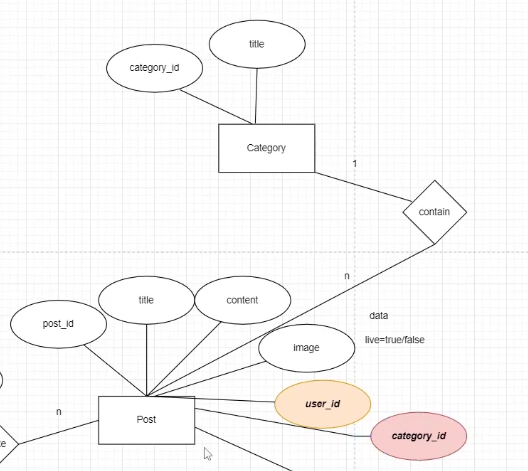 title
category_id
Category
1
contain
n
title
content
post_id
data
live=true/false
image
user_id
n
Post
category_id